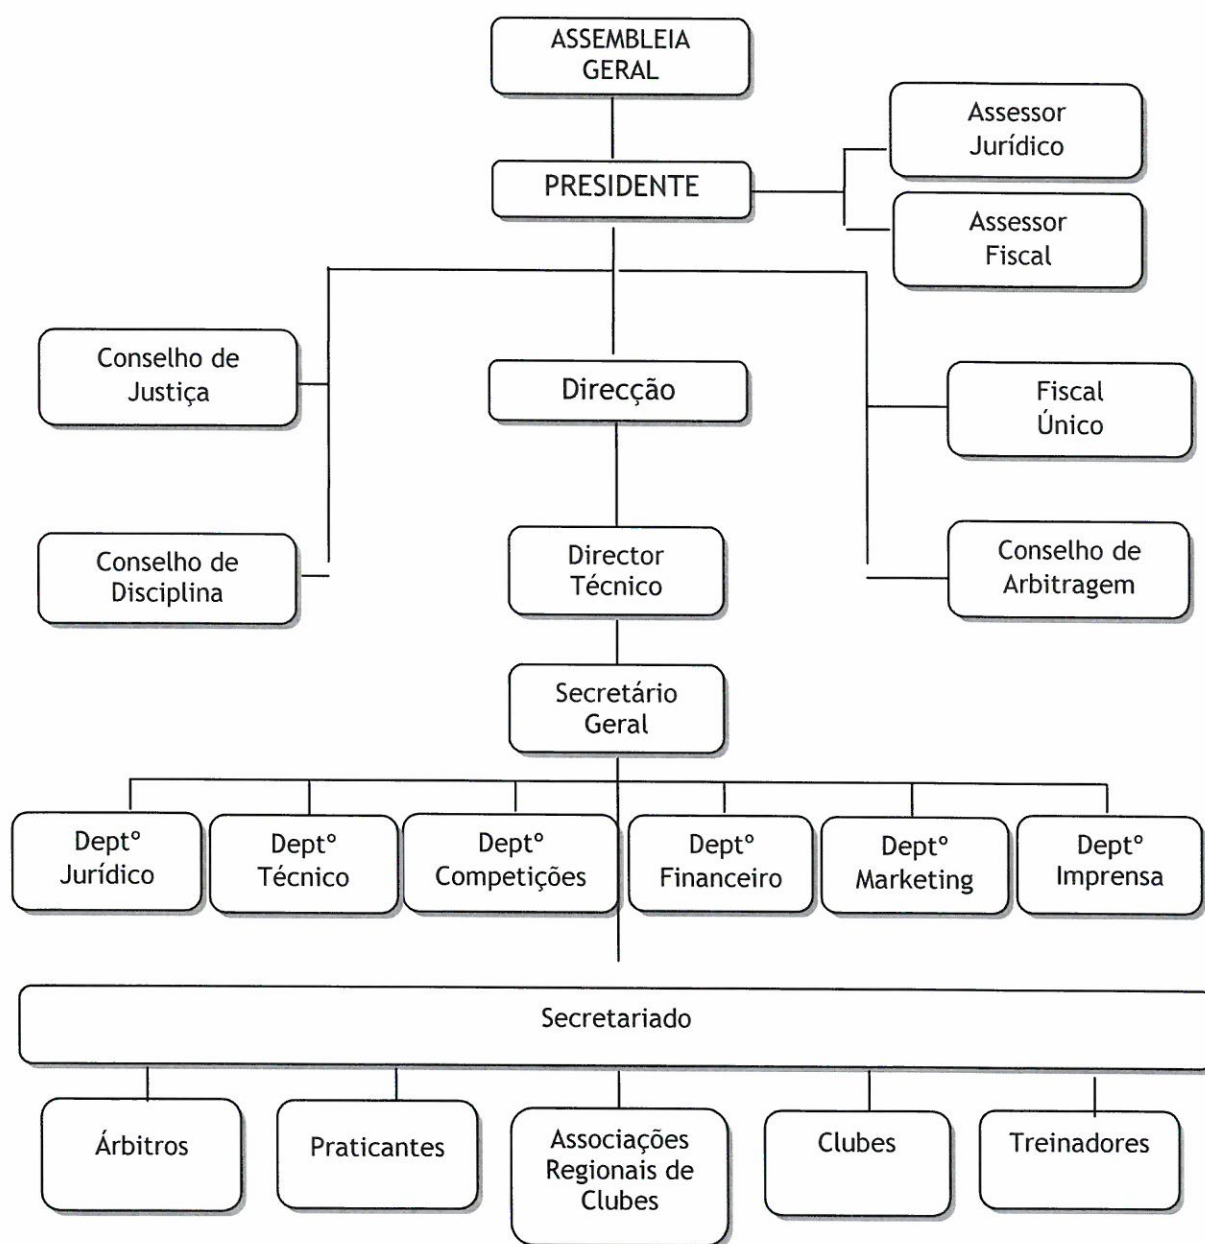 ASSEMBLEIA
GERAL
Assessor
Jurídico
PRESIDENTE
Assessor
Fiscal
Conselho de
Justiça
Direcção
Fiscal
Único
Conselho de
Disciplina
Director
Técnico
Conselho de
Arbitragem
Secretário
Geral
Deptº
Jurídico
Deptº
Técnico
Deptº
Competições
Deptº
Financeiro
Deptº
Marketing
Deptº
Imprensa
Secretariado
Árbitros
Praticantes
Associações
Regionais de
Clubes
Clubes
Treinadores